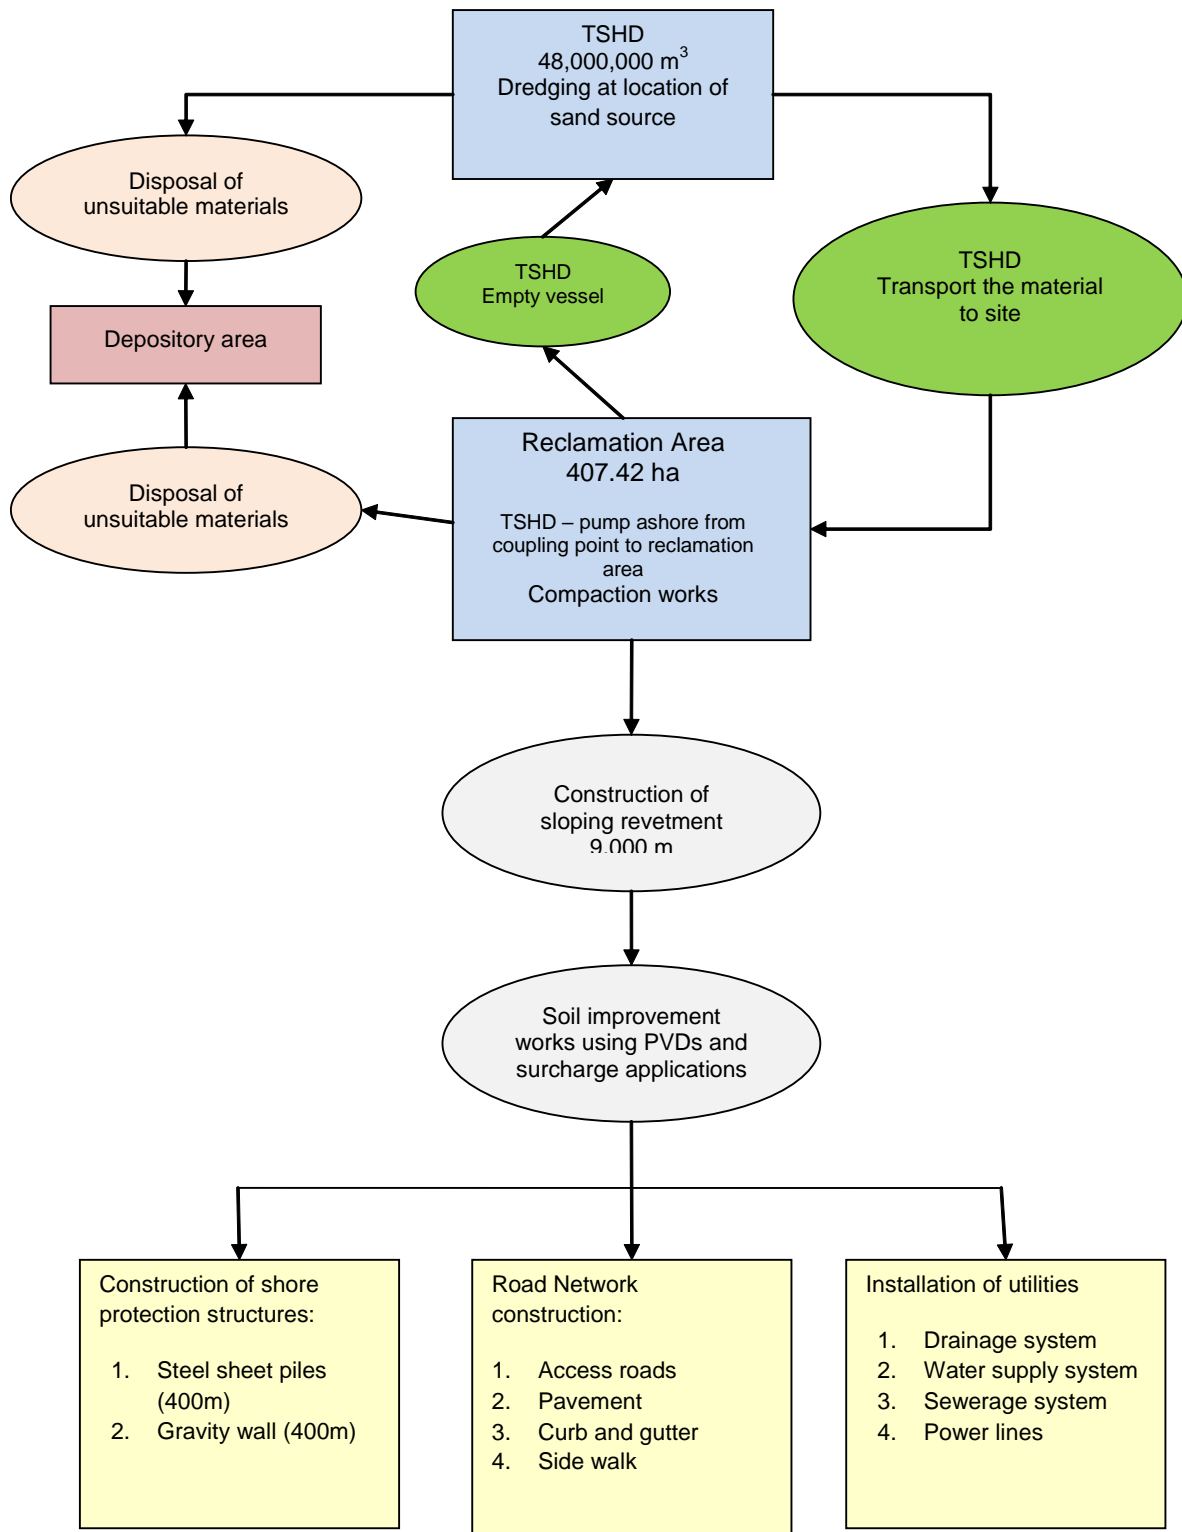 TSHD
48,000,000 m³
Dredging at location of
sand source
Disposal of
unsuitable materials
TSHD
Empty vessel
TSHD
Transport the material
to site
Depository area
Reclamation Area
407.42 ha
TSHD – pump ashore from
coupling point to reclamation
area
Compaction works
Disposal of
unsuitable materials
Construction of
sloping revetment
9,000 m
Soil improvement
works using PVDs and
surcharge applications
Construction of shore
protection structures:
1. Steel sheet piles
(400m)
2. Gravity wall (400m)
Road Network
construction:
1. Access roads
2. Pavement
3. Curb and gutter
4. Side walk
Installation of utilities
1. Drainage system
2. Water supply system
3. Sewerage system
4. Power lines